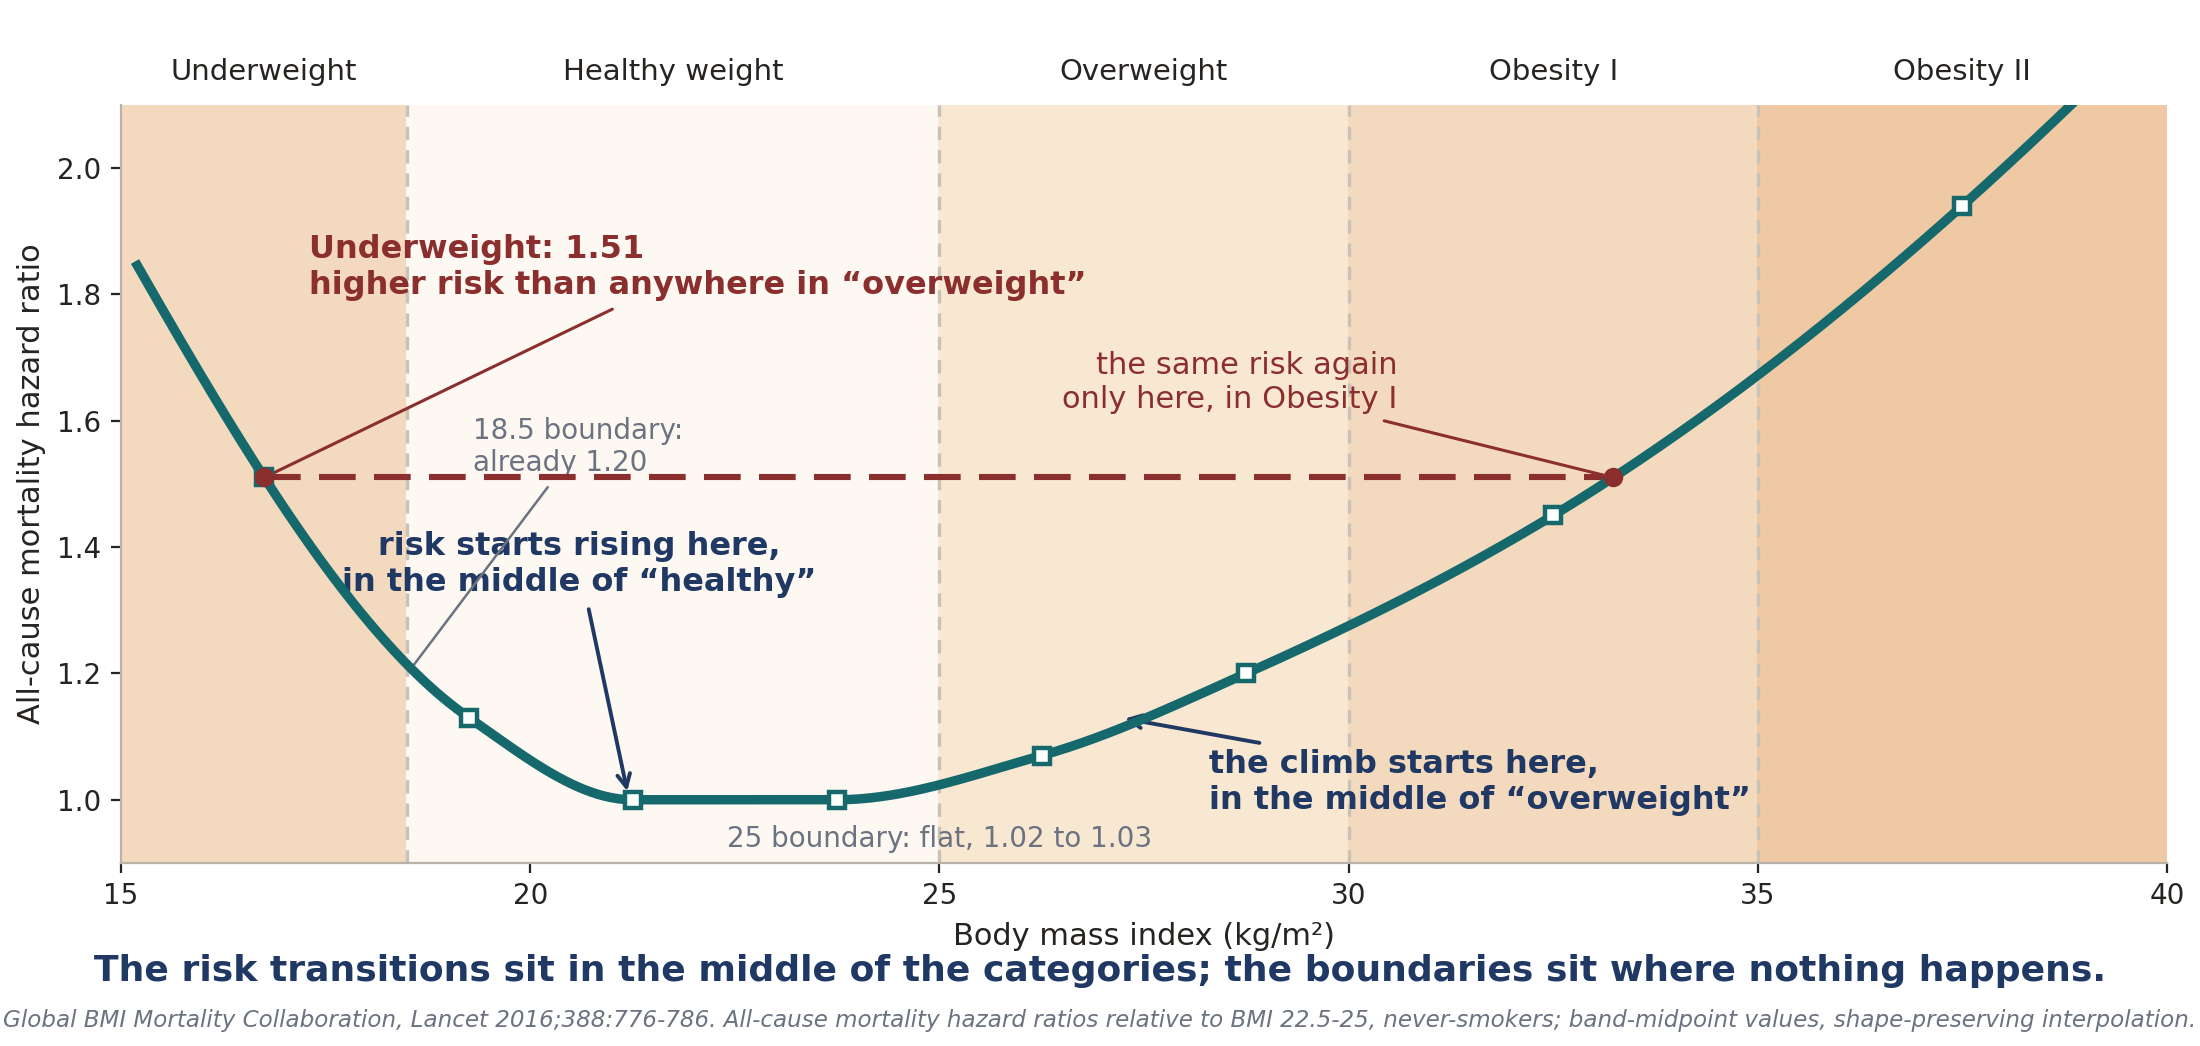 Underweight
Healthy weight
Overweight
Obesity I
Obesity II
All-cause mortality hazard ratio
2.0
1.8
1.6
1.4
1.2
1.0
Underweight: 1.51
higher risk than anywhere in “overweight”
the same risk again
only here, in Obesity I
18.5 boundary:
already 1.20
risk starts rising here,
in the middle of “healthy”
the climb starts here,
in the middle of “overweight”
25 boundary: flat, 1.02 to 1.03
15
20
25
30
35
40
Body mass index (kg/m²)
The risk transitions sit in the middle of the categories; the boundaries sit where nothing happens.
Global BMI Mortality Collaboration, Lancet 2016;388:776-786. All-cause mortality hazard ratios relative to BMI 22.5-25, never-smokers; band-midpoint values, shape-preserving interpolation.